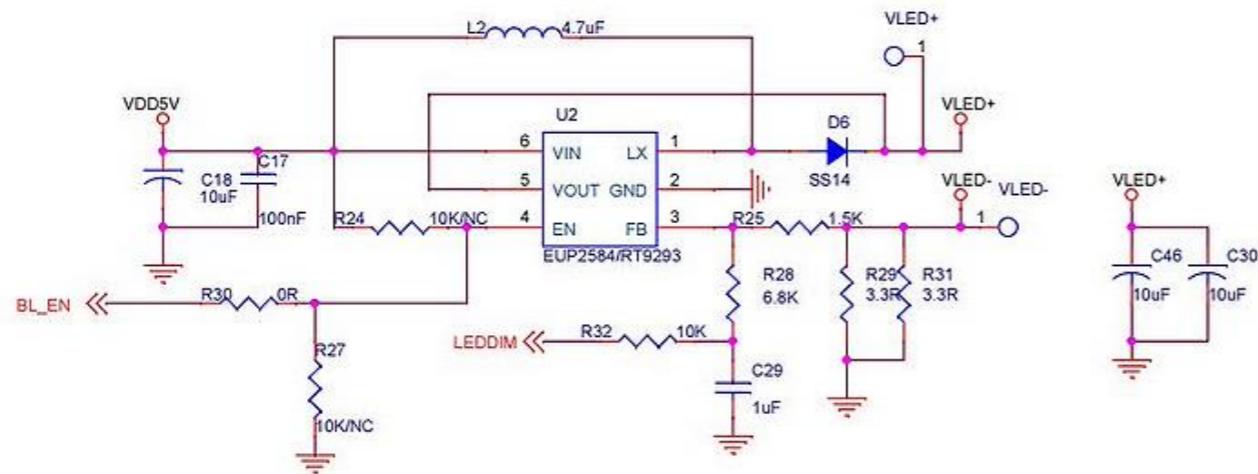 L2 4.7uF
VLED+
1
VDD5V
U2
D6
VLED+
6 VIN LX 1
C17
C18
10uF
5 VOUT GND 2
SS14
VLED-
VLED-
VLED+
100nF
R24 10K/NC
4 EN FB 3
R25 1.5K
1
EUP2584/RT9293
C46
C30
R28
6.8K
R29
3.3R
R31
3.3R
10uF
10uF
BL_EN
R30 0R
LEDDIM
R32 10K
R27
C29
1uF
10K/NC